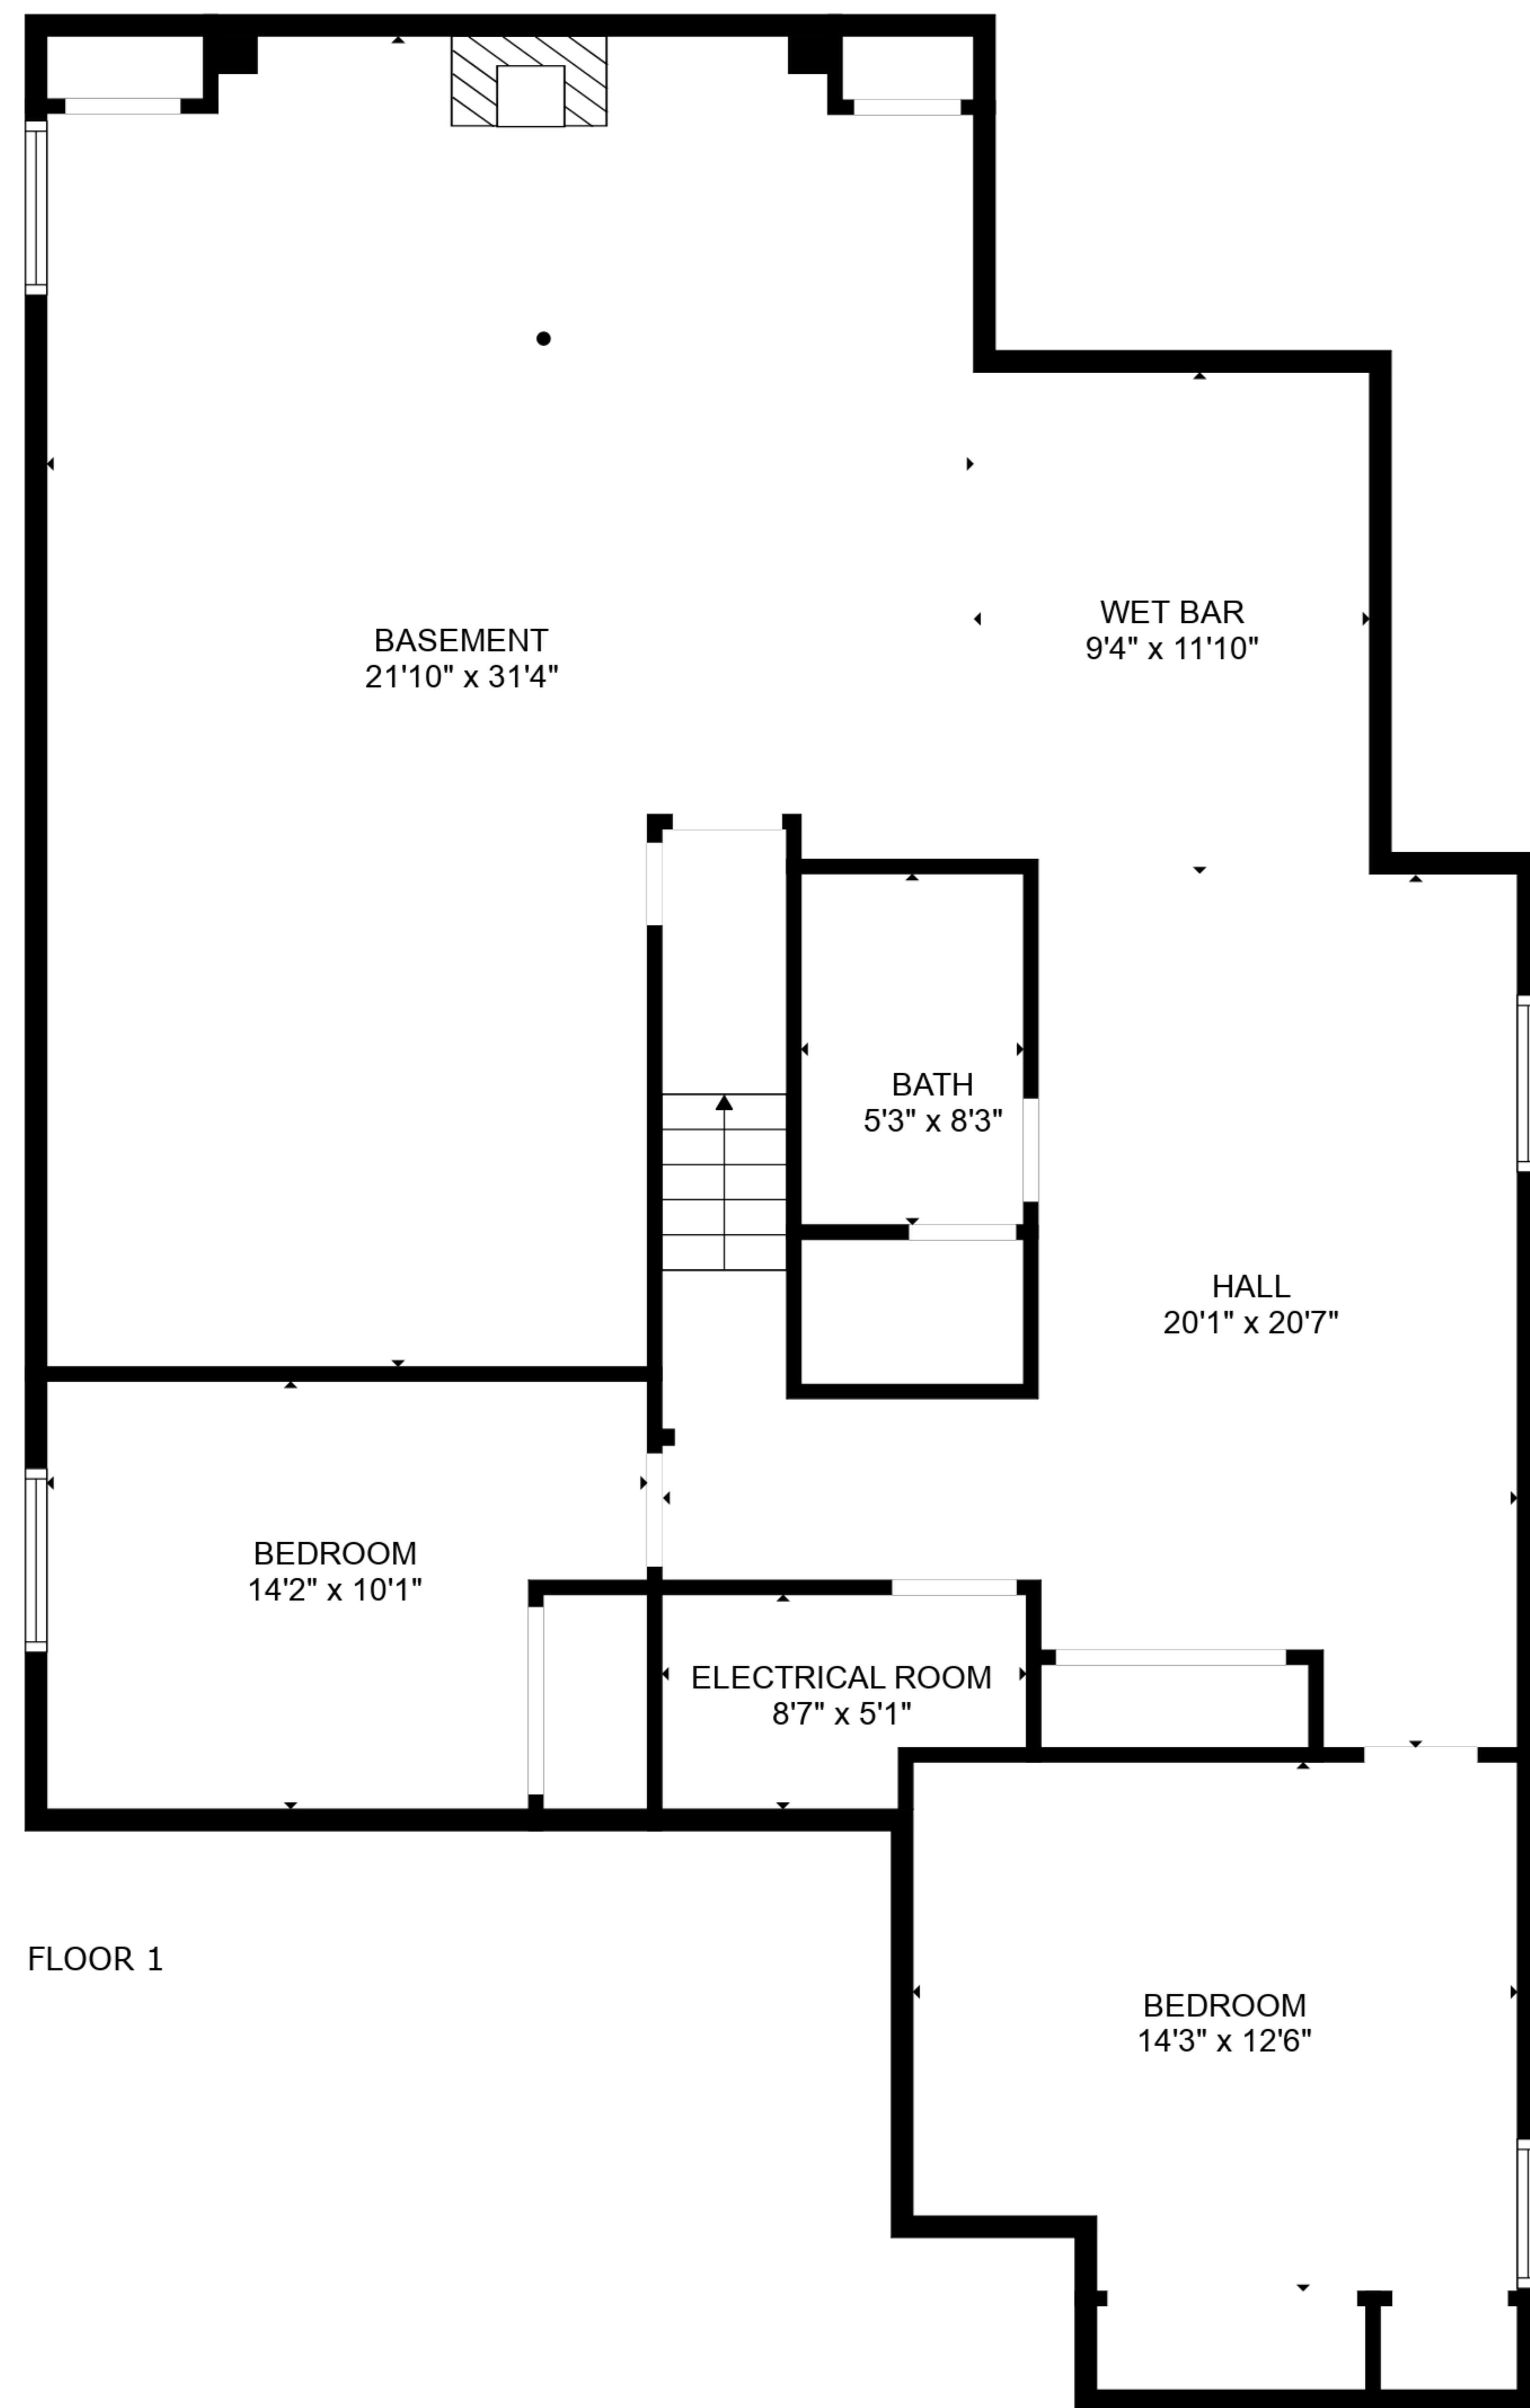 BASEMENT
21'10" x 31'4"
WET BAR
9'4" x 11'10"
BATH
5'3" x 8'3"
HALL
20'1" x 20'7"
BEDROOM
14'2" x 10'1"
ELECTRICAL ROOM
8'7" x 5'1"
FLOOR 1
BEDROOM
14'3" x 12'6"